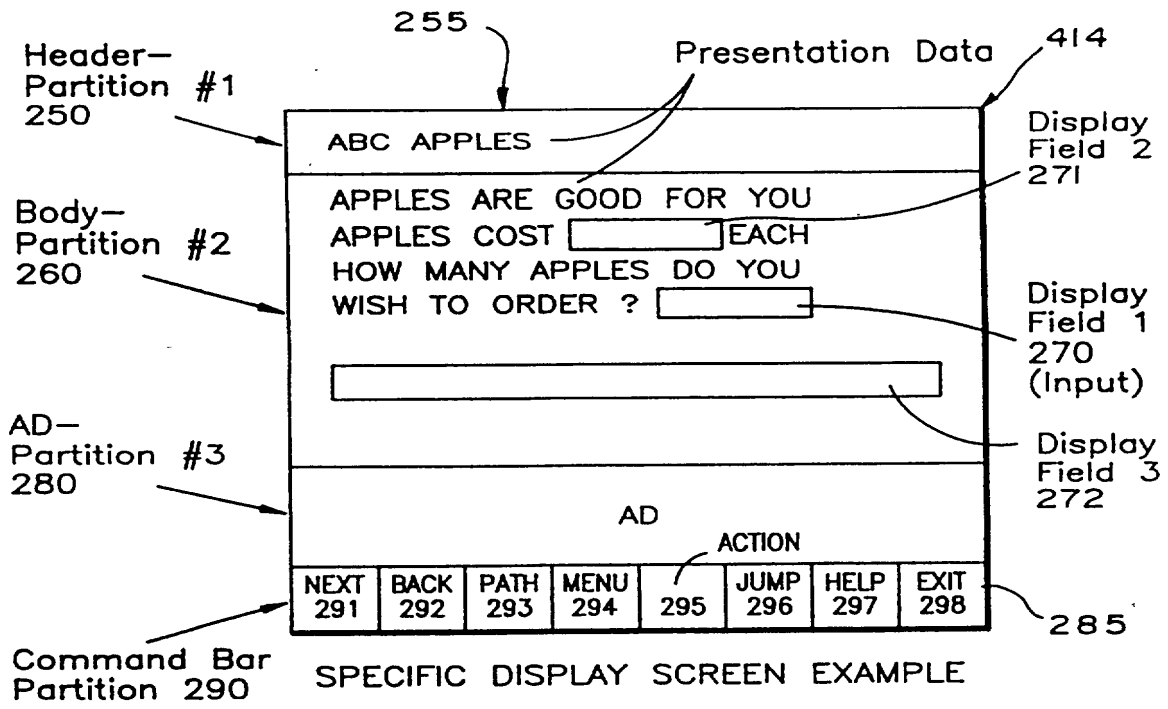 255
Presentation Data
414
Header—
Partition #1
250
ABC APPLES
Display
Field 2
271
APPLES ARE GOOD FOR YOU
APPLES COST EACH
HOW MANY APPLES DO YOU
WISH TO ORDER ?
Body—
Partition #2
260
Display
Field 1
270
(Input)
AD—
Partition #3
280
Display
Field 3
272
AD
ACTION
NEXT BACK PATH MENU JUMP HELP EXIT
291 292 293 294 295 296 297 298
285
Command Bar
Partition 290
SPECIFIC DISPLAY SCREEN EXAMPLE